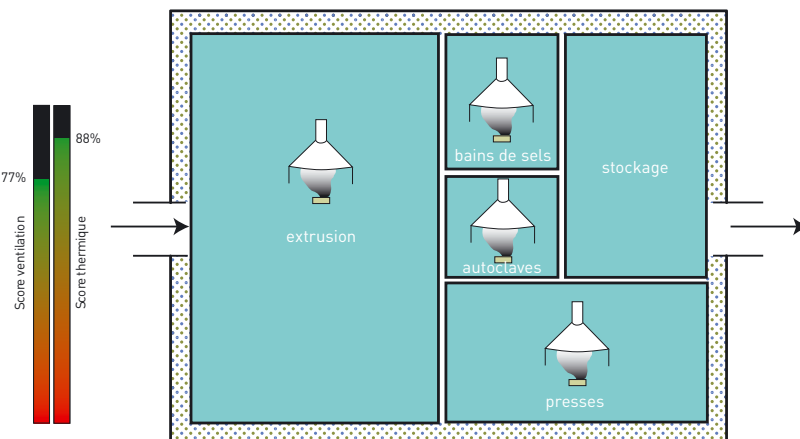 88%
77%
Score ventilation
Score thermique
extrusion
bains de sels
autoclaves
stockage
presses